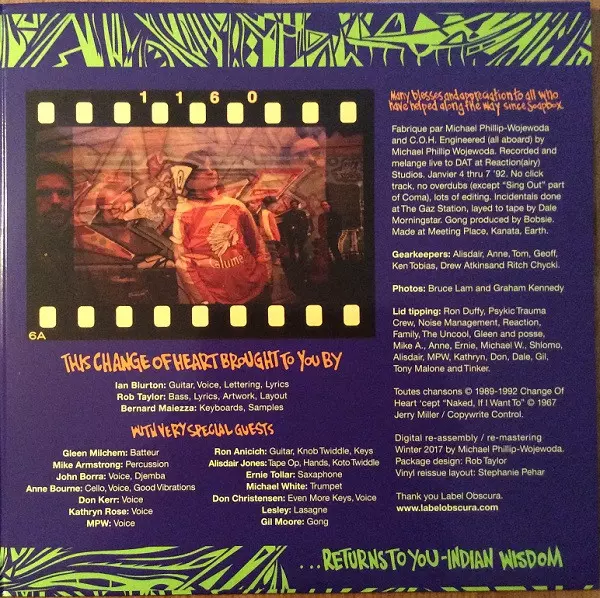 1160
6A
THIS CHANGE OF HEART BROUGHT TO YOU BY
Ian Blurton: Guitar, Voice, Lettering, Lyrics
Rob Taylor: Bass, Lyrics, Artwork, Layout
Bernard Maiezza: Keyboards, Samples
WITH VERY SPECIAL GUESTS
Gleen Milchem: Batteur
Mike Armstrong: Percussion
John Borra: Voice, Djemba
Anne Bourne: Cello, Voice, Good Vibrations
Don Kerr: Voice
Kathryn Rose: Voice
MPW: Voice
Ron Anicich: Guitar, Knob Twiddle, Keys
Alisdair Jones: Tape Op, Hands, Koto Twiddle
Ernie Tollar: Saxaphone
Michael White: Trumpet
Don Christensen: Even More Keys, Voice
Lesley: Lasagne
Gil Moore: Gong
Many blesses and appreciation to all who
have helped along the way since Soapbox
Fabrique par Michael Phillip-Wojewoda
and C.O.H. Engineered (all aboard) by
Michael Phillip Wojewoda. Recorded and
melange live to DAT at Reaction(airy)
Studios. Janvier 4 thru 7 '92. No click
track, no overdubs (except "Sing Out" part
of Coma), lots of editing. Incidentals done
at The Gaz Station, layed to tape by Dale
Morningstar. Gong produced by Bobsie.
Made at Meeting Place, Kanata, Earth.
Gearkeepers: Alisdair, Anne, Tom, Geoff,
Ken Tobias, Drew Atkinsand Ritch Chycki.
Photos: Bruce Lam and Graham Kennedy
Lid tipping: Ron Duffy, Psykic Trauma
Crew, Noise Management, Reaction,
Family, The Uncool, Gleen and posse,
Mike A., Anne, Ernie, Michael W., Shlomo,
Alisdair, MPW, Kathryn, Don, Dale, Gil,
Tony Malone and Tinker.
Toutes chansons © 1989-1992 Change Of
Heart 'cept "Naked, If I Want To" © 1967
Jerry Miller / Copywrite Control.
Digital re-assembly / re-mastering
Winter 2017 by Michael Phillip-Wojewoda.
Package design: Rob Taylor
Vinyl reissue layout: Stephanie Pehar
Thank you Label Obscura.
www.labelobscura.com
...RETURNS TO YOU-INDIAN WISDOM